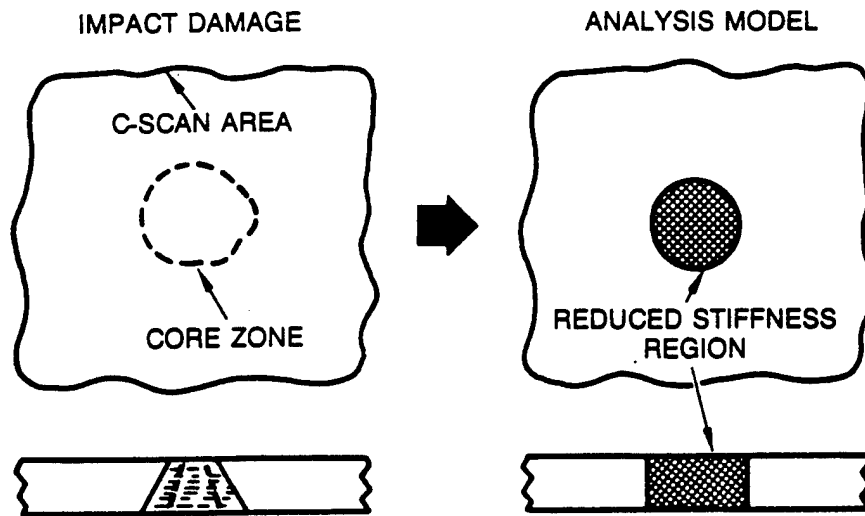 IMPACT DAMAGE
C-SCAN AREA
CORE ZONE
ANALYSIS MODEL
REDUCED STIFFNESS
REGION